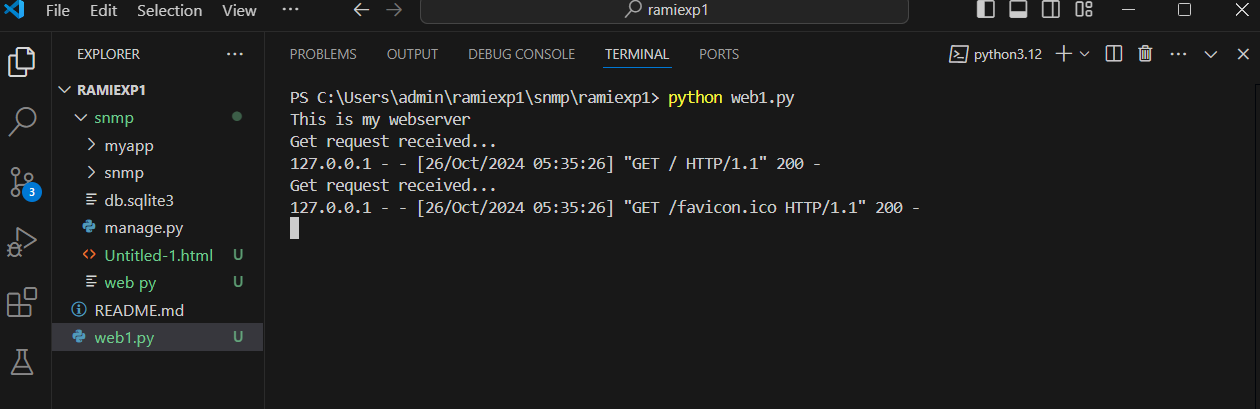 File Edit Selection View ··· ramiexp1
EXPLORER ···
RAMIEXP1
snmp
myapp
snmp
db.sqlite3
manage.py
Untitled-1.html U
web py U
README.md
web1.py U
3
PROBLEMS OUTPUT DEBUG CONSOLE TERMINAL PORTS python3.12 ···
PS C:\Users\admin\ramiexp1\snmp\ramiexp1> python web1.py
This is my webserver
Get request received...
127.0.0.1 - - [26/Oct/2024 05:35:26] "GET / HTTP/1.1" 200 -
Get request received...
127.0.0.1 - - [26/Oct/2024 05:35:26] "GET /favicon.ico HTTP/1.1" 200 -